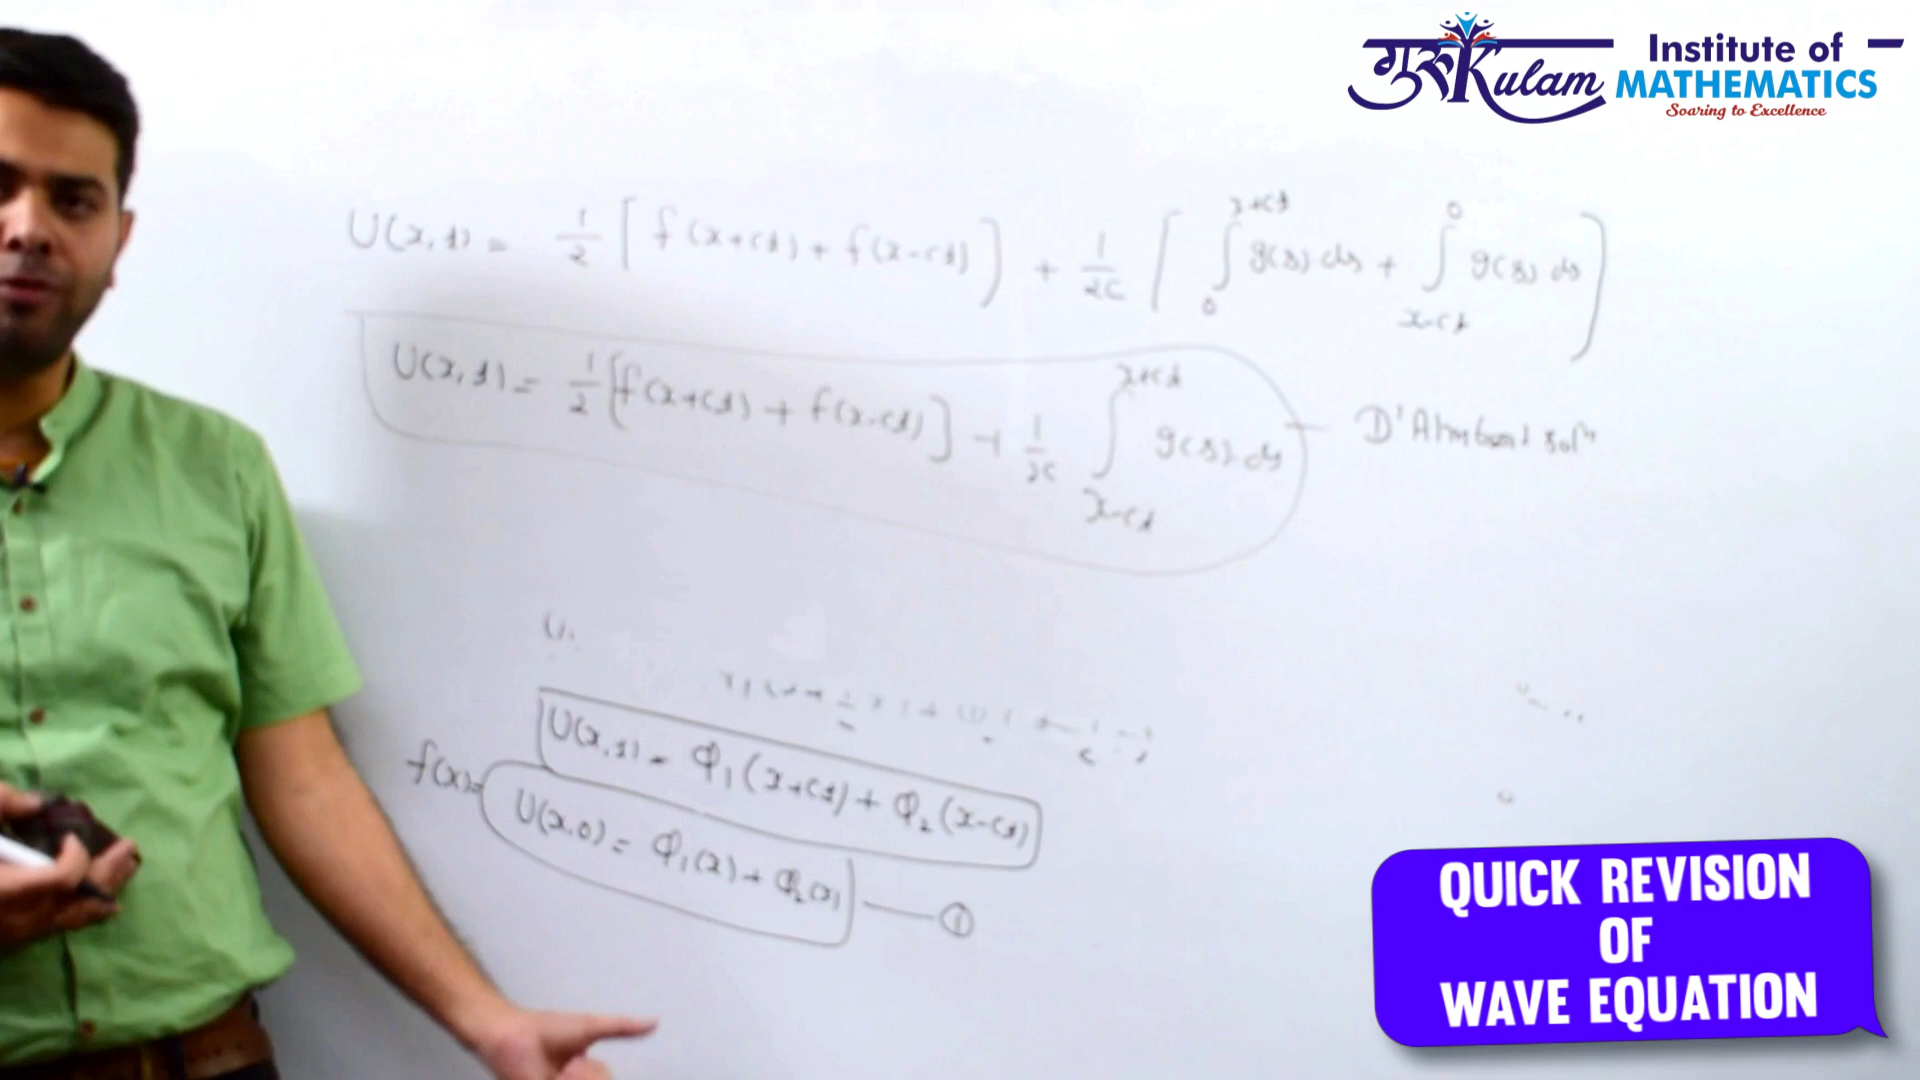 गुरुKulam Institute of
MATHEMATICS
Soaring to Excellence
U(x,t) = 1/2 [f(x+ct) + f(x-ct)] + 1/2c [∫_0^{x+ct} g(s) ds + ∫_{x-ct}^0 g(s) ds]
U(x,t) = 1/2 [f(x+ct) + f(x-ct)] + 1/2c ∫_{x-ct}^{x+ct} g(s) ds
U(x,t) = Φ₁(x+ct) + Φ₂(x-ct)
f(x)= U(x,0) = Φ₁(x) + Φ₂(x) — ①
QUICK REVISION
OF
WAVE EQUATION